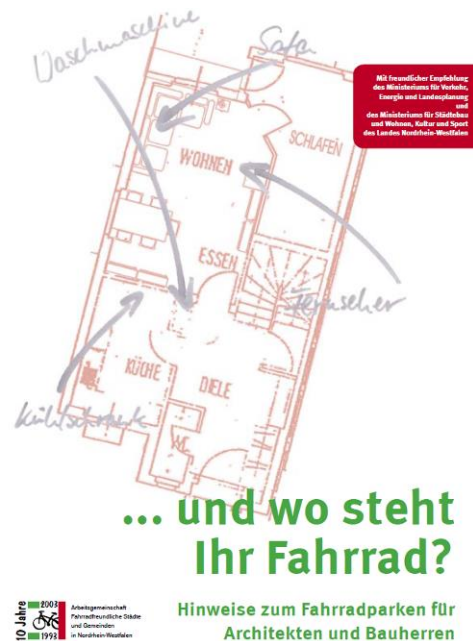 Waschmaschine
Sofa
Mit freundlicher Empfehlung
des Ministeriums für Verkehr,
Energie und Landesplanung
und
des Ministeriums für Städtebau
und Wohnen, Kultur und Sport
des Landes Nordrhein-Westfalen
SCHLAFEN
WOHNEN
ESSEN
Fernseher
KÜCHE
DIELE
Kühlschrank
WC
... und wo steht
Ihr Fahrrad?
10 Jahre
2003
1993
Arbeitsgemeinschaft
Fahrradfreundliche Städte
und Gemeinden
in Nordrhein-Westfalen
Hinweise zum Fahrradparken für
Architekten und Bauherren